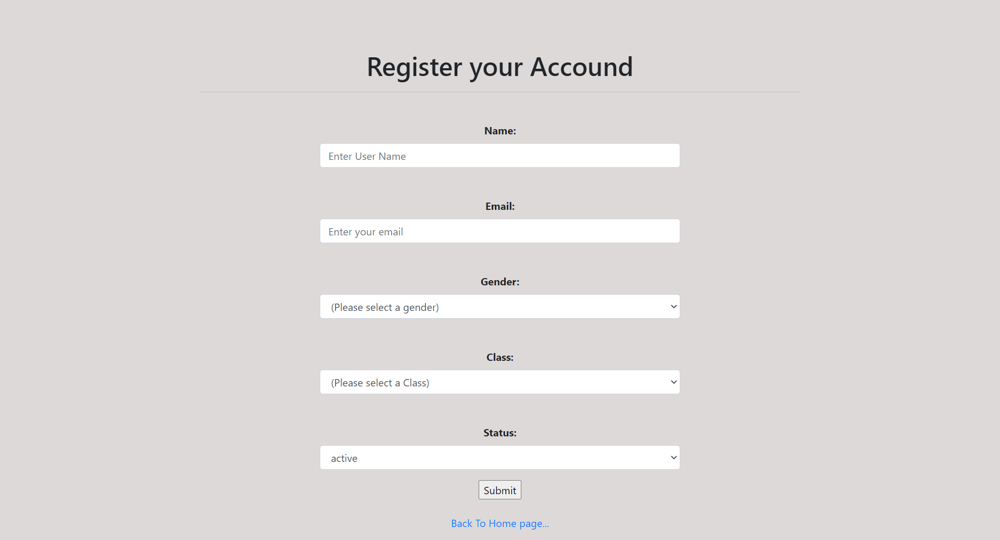 Register your Accound
Name:
Enter User Name
Email:
Enter your email
Gender:
(Please select a gender)
Class:
(Please select a Class)
Status:
active
Submit
Back To Home page...